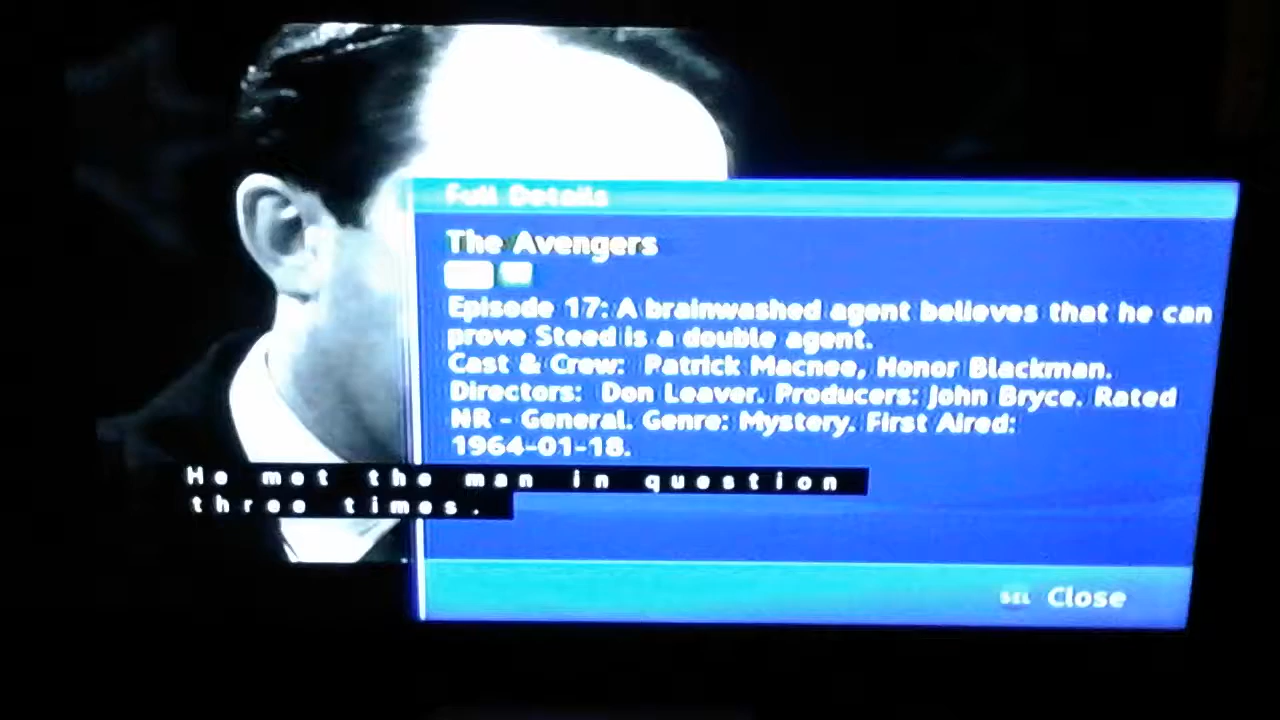 Full Details
The Avengers
Episode 17: A brainwashed agent believes that he can
prove Steed is a double agent.
Cast & Crew: Patrick Macnee, Honor Blackman.
Directors: Don Leaver. Producers: John Bryce. Rated
NR - General. Genre: Mystery. First Aired:
1964-01-18.
He met the man in question
three times.
SEL Close